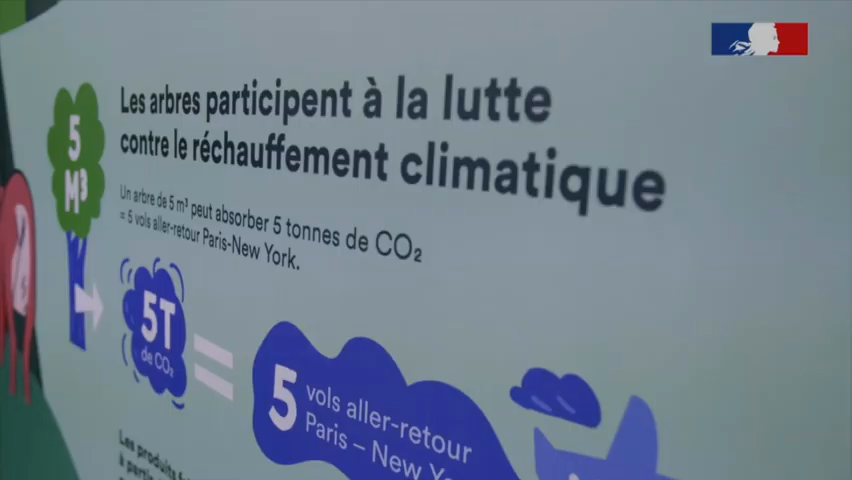 Les arbres participent à la lutte
contre le réchauffement climatique
5
M³
Un arbre de 5 m³ peut absorber 5 tonnes de CO₂
= 5 vols aller-retour Paris-New York.
5T
de CO₂
=
5 vols aller-retour
Paris – New
Les produits
à